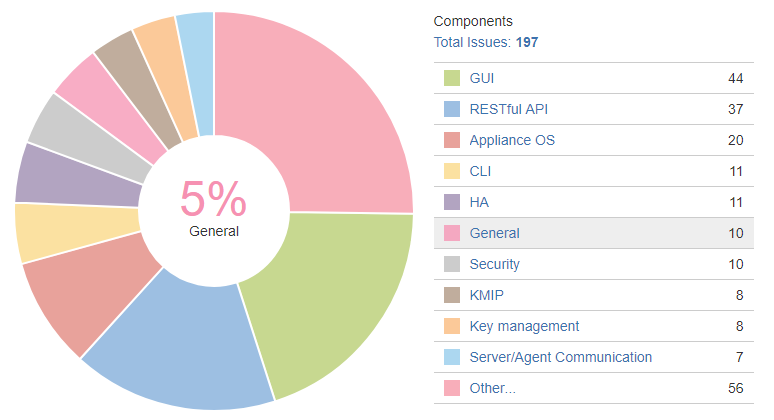 Components
Total Issues: 197
GUI 44
RESTful API 37
Appliance OS 20
CLI 11
HA 11
General 10
Security 10
KMIP 8
Key management 8
Server/Agent Communication 7
Other... 56
5%
General